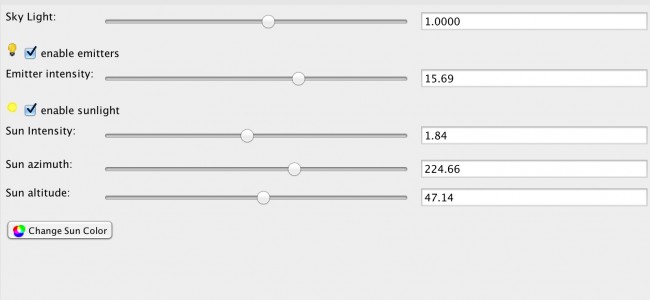 Sky Light: 1.0000
enable emitters
Emitter intensity: 15.69
enable sunlight
Sun Intensity: 1.84
Sun azimuth: 224.66
Sun altitude: 47.14
Change Sun Color